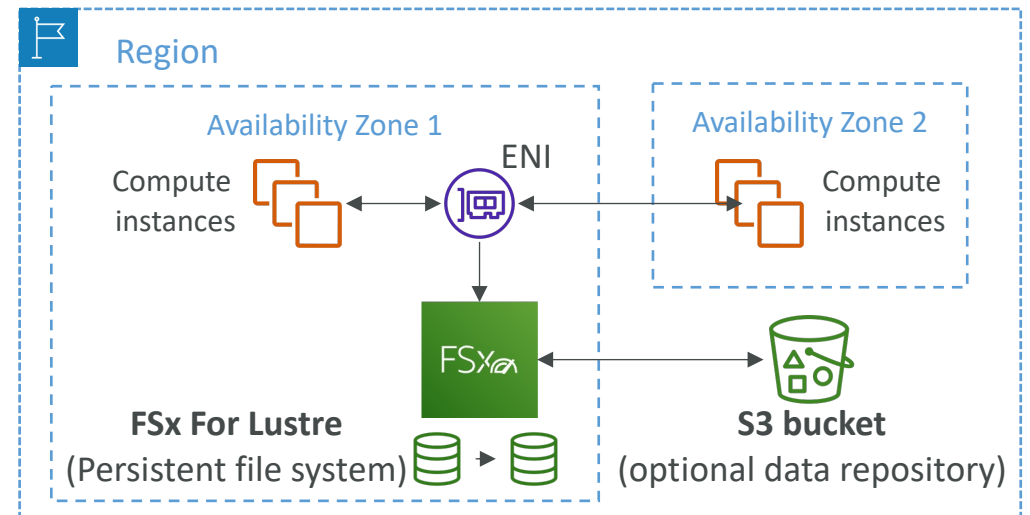 Region
Availability Zone 1
Availability Zone 2
ENI
Compute
instances
Compute
instances
FSx
FSx For Lustre
(Persistent file system)
S3 bucket
(optional data repository)